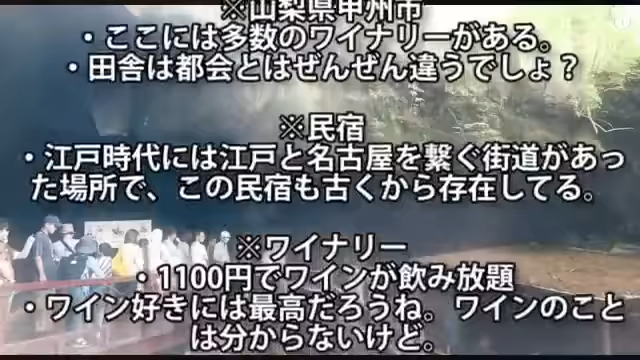 ※山梨県甲州市
・ここには多数のワイナリーがある。
・田舎は都会とはぜんぜん違うでしょ？
※民宿
・江戸時代には江戸と名古屋を繋ぐ街道があっ
た場所で、この民宿も古くから存在してる。
※ワイナリー
・1100円でワインが飲み放題
・ワイン好きには最高だろうね。ワインのこと
は分からないけど。